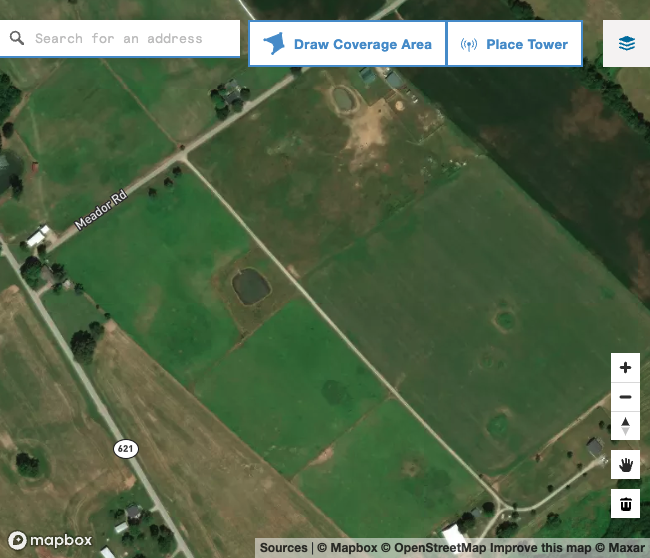 Search for an address
Draw Coverage Area
Place Tower
Meador Rd
621
mapbox
Sources | © Mapbox © OpenStreetMap Improve this map © Maxar